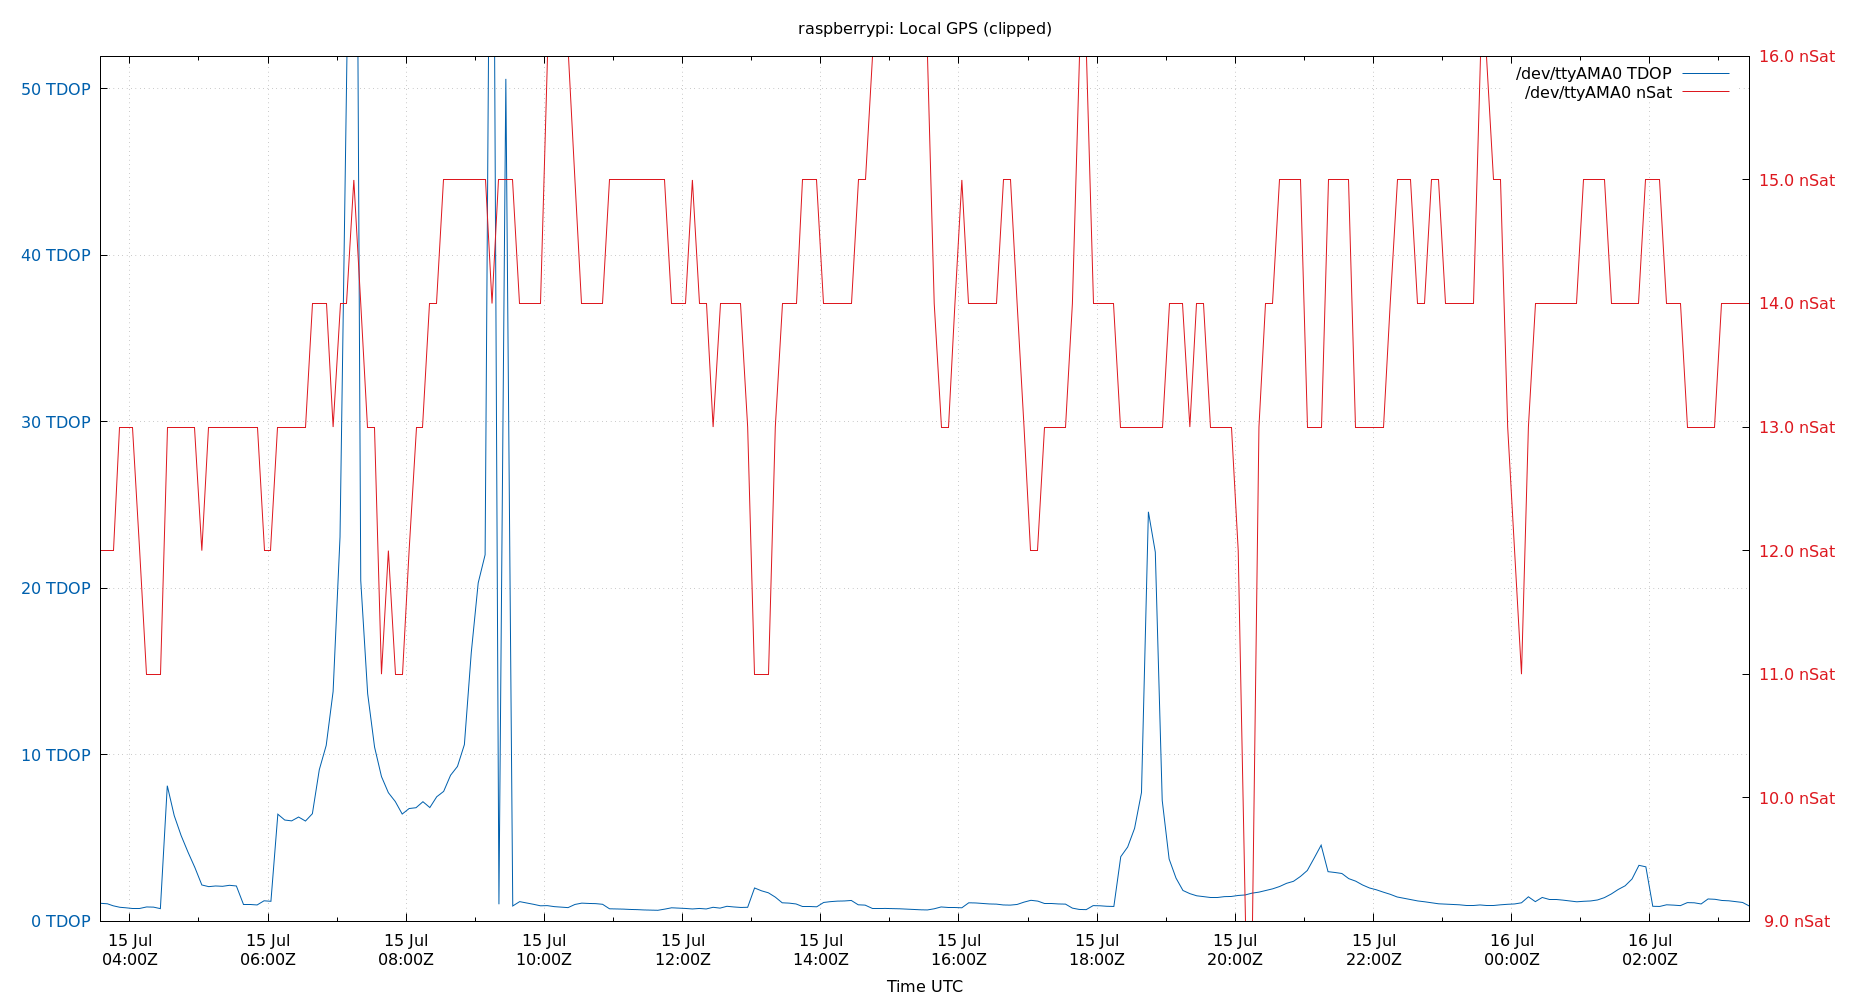 raspberrypi: Local GPS (clipped)
/dev/ttyAMA0 TDOP
/dev/ttyAMA0 nSat
50 TDOP
40 TDOP
30 TDOP
20 TDOP
10 TDOP
0 TDOP
16.0 nSat
15.0 nSat
14.0 nSat
13.0 nSat
12.0 nSat
11.0 nSat
10.0 nSat
9.0 nSat
15 Jul
04:00Z
15 Jul
06:00Z
15 Jul
08:00Z
15 Jul
10:00Z
15 Jul
12:00Z
15 Jul
14:00Z
15 Jul
16:00Z
15 Jul
18:00Z
15 Jul
20:00Z
15 Jul
22:00Z
16 Jul
00:00Z
16 Jul
02:00Z
Time UTC